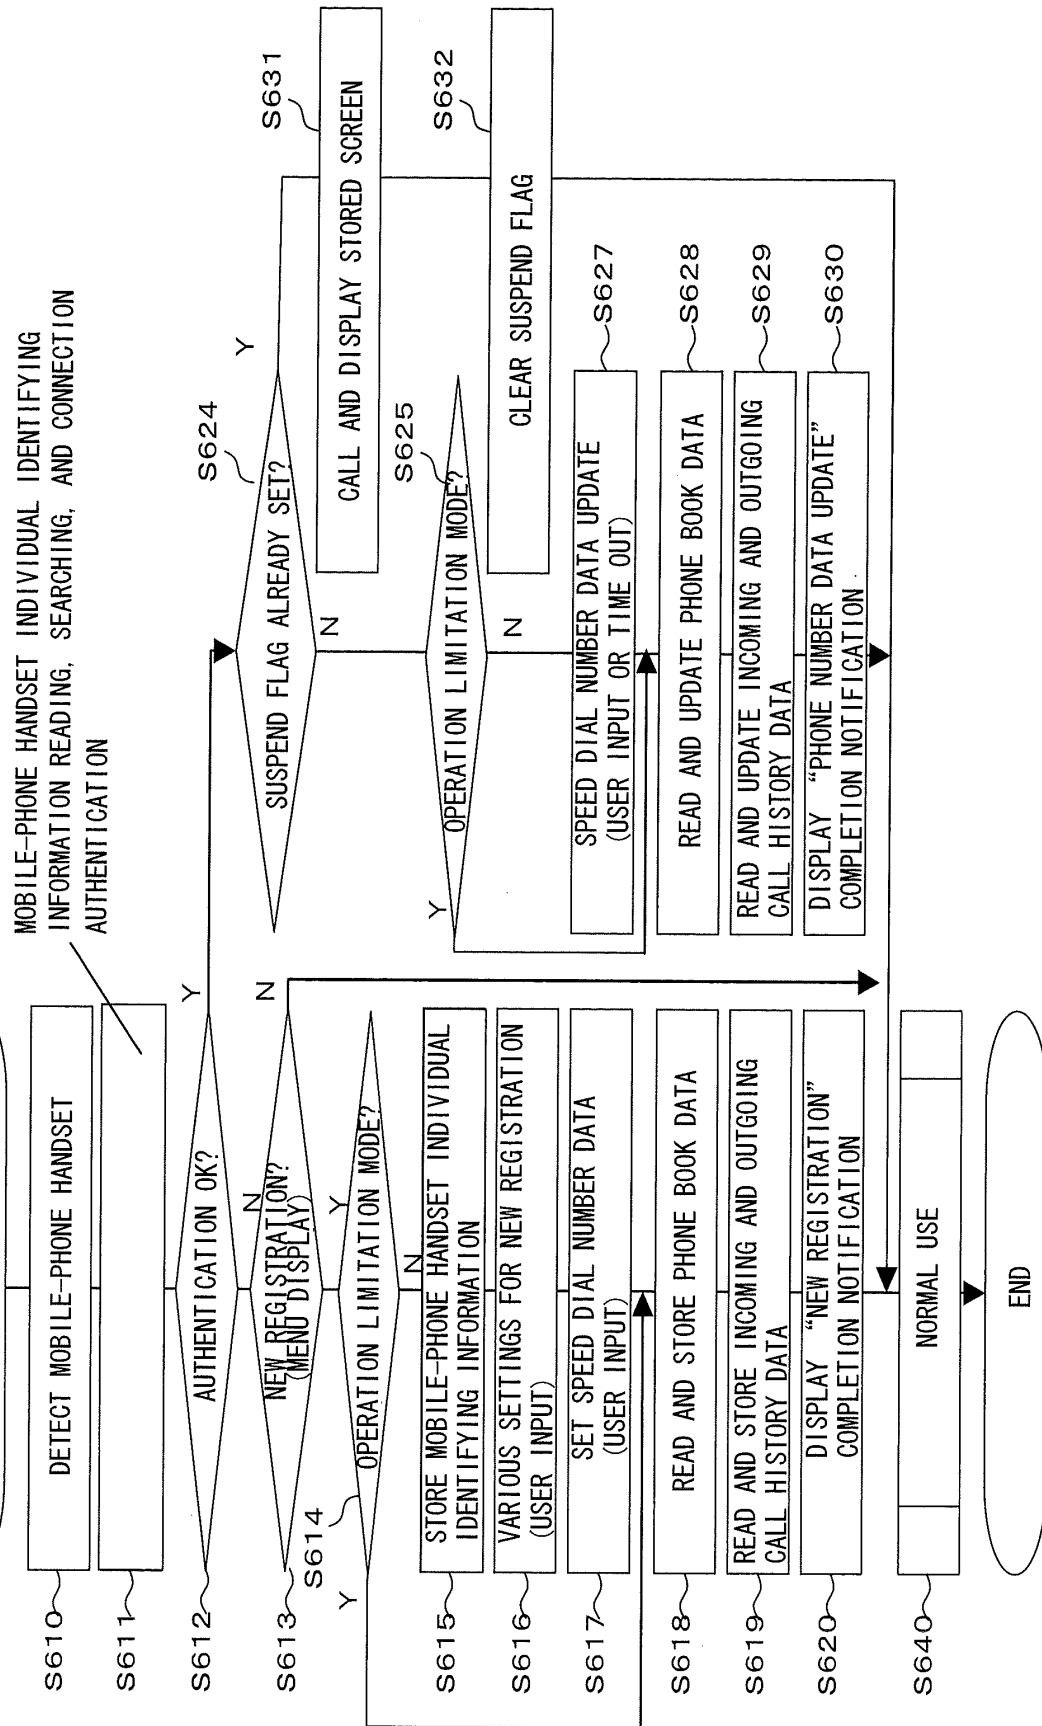 MOBILE-PHONE HANDSET INDIVIDUAL IDENTIFYING
INFORMATION READING, SEARCHING, AND CONNECTION
AUTHENTICATION
S610
DETECT MOBILE-PHONE HANDSET
S611
S612
AUTHENTICATION OK?
Y
N
S613
NEW REGISTRATION?
(MENU DISPLAY)
N
Y
S614
OPERATION LIMITATION MODE?
Y
N
S615
STORE MOBILE-PHONE HANDSET INDIVIDUAL
IDENTIFYING INFORMATION
S616
VARIOUS SETTINGS FOR NEW REGISTRATION
(USER INPUT)
S617
SET SPEED DIAL NUMBER DATA
(USER INPUT)
S618
READ AND STORE PHONE BOOK DATA
S619
READ AND STORE INCOMING AND OUTGOING
CALL HISTORY DATA
S620
DISPLAY “NEW REGISTRATION”
COMPLETION NOTIFICATION
S624
SUSPEND FLAG ALREADY SET?
Y
N
S625
OPERATION LIMITATION MODE?
Y
N
S627
SPEED DIAL NUMBER DATA UPDATE
(USER INPUT OR TIME OUT)
S628
READ AND UPDATE PHONE BOOK DATA
S629
READ AND UPDATE INCOMING AND OUTGOING
CALL HISTORY DATA
S630
DISPLAY “PHONE NUMBER DATA UPDATE”
COMPLETION NOTIFICATION
S631
CALL AND DISPLAY STORED SCREEN
S632
CLEAR SUSPEND FLAG
S640
NORMAL USE
END